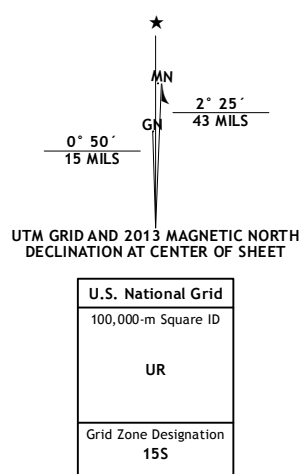 ★
MN
2° 25´
43 MILS
GN
0° 50´
15 MILS
UTM GRID AND 2013 MAGNETIC NORTH
DECLINATION AT CENTER OF SHEET
U.S. National Grid
100,000-m Square ID
UR
Grid Zone Designation
15S